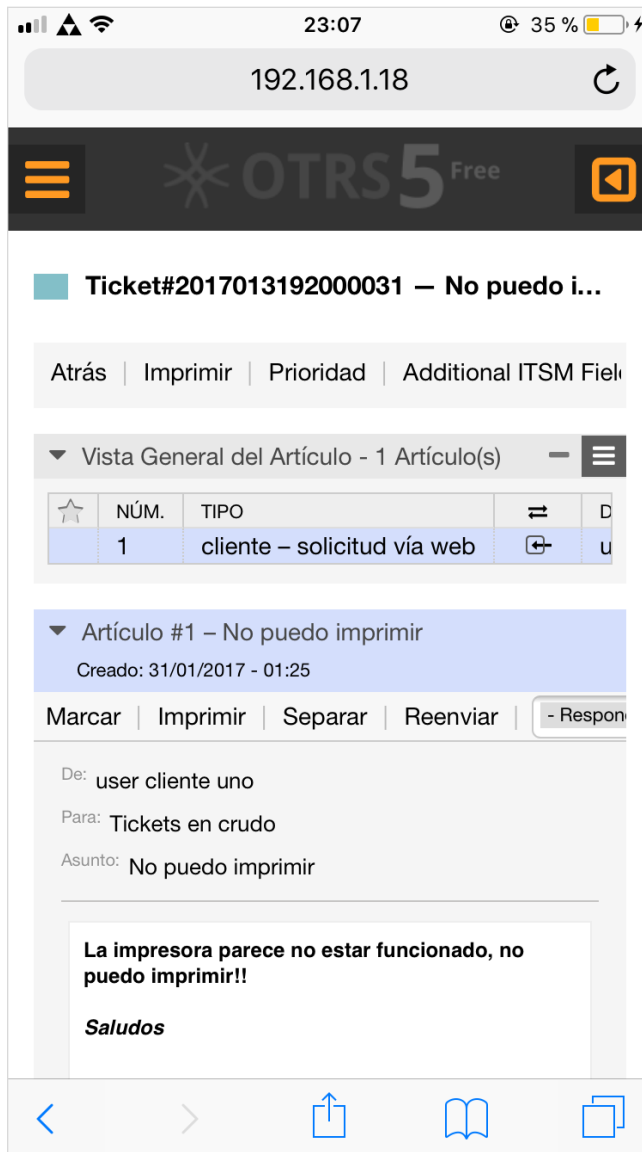 23:07
35 %
192.168.1.18
OTRS 5 Free
Ticket#2017013192000031 — No puedo i...
Atrás | Imprimir | Prioridad | Additional ITSM
Vista General del Artículo - 1 Artículo(s)
NÚM. TIPO D
1 cliente – solicitud vía web u
Artículo #1 – No puedo imprimir
Creado: 31/01/2017 - 01:25
Marcar | Imprimir | Separar | Reenviar | - Respon
De: user cliente uno
Para: Tickets en crudo
Asunto: No puedo imprimir
La impresora parece no estar funcionado, no
puedo imprimir!!
Saludos